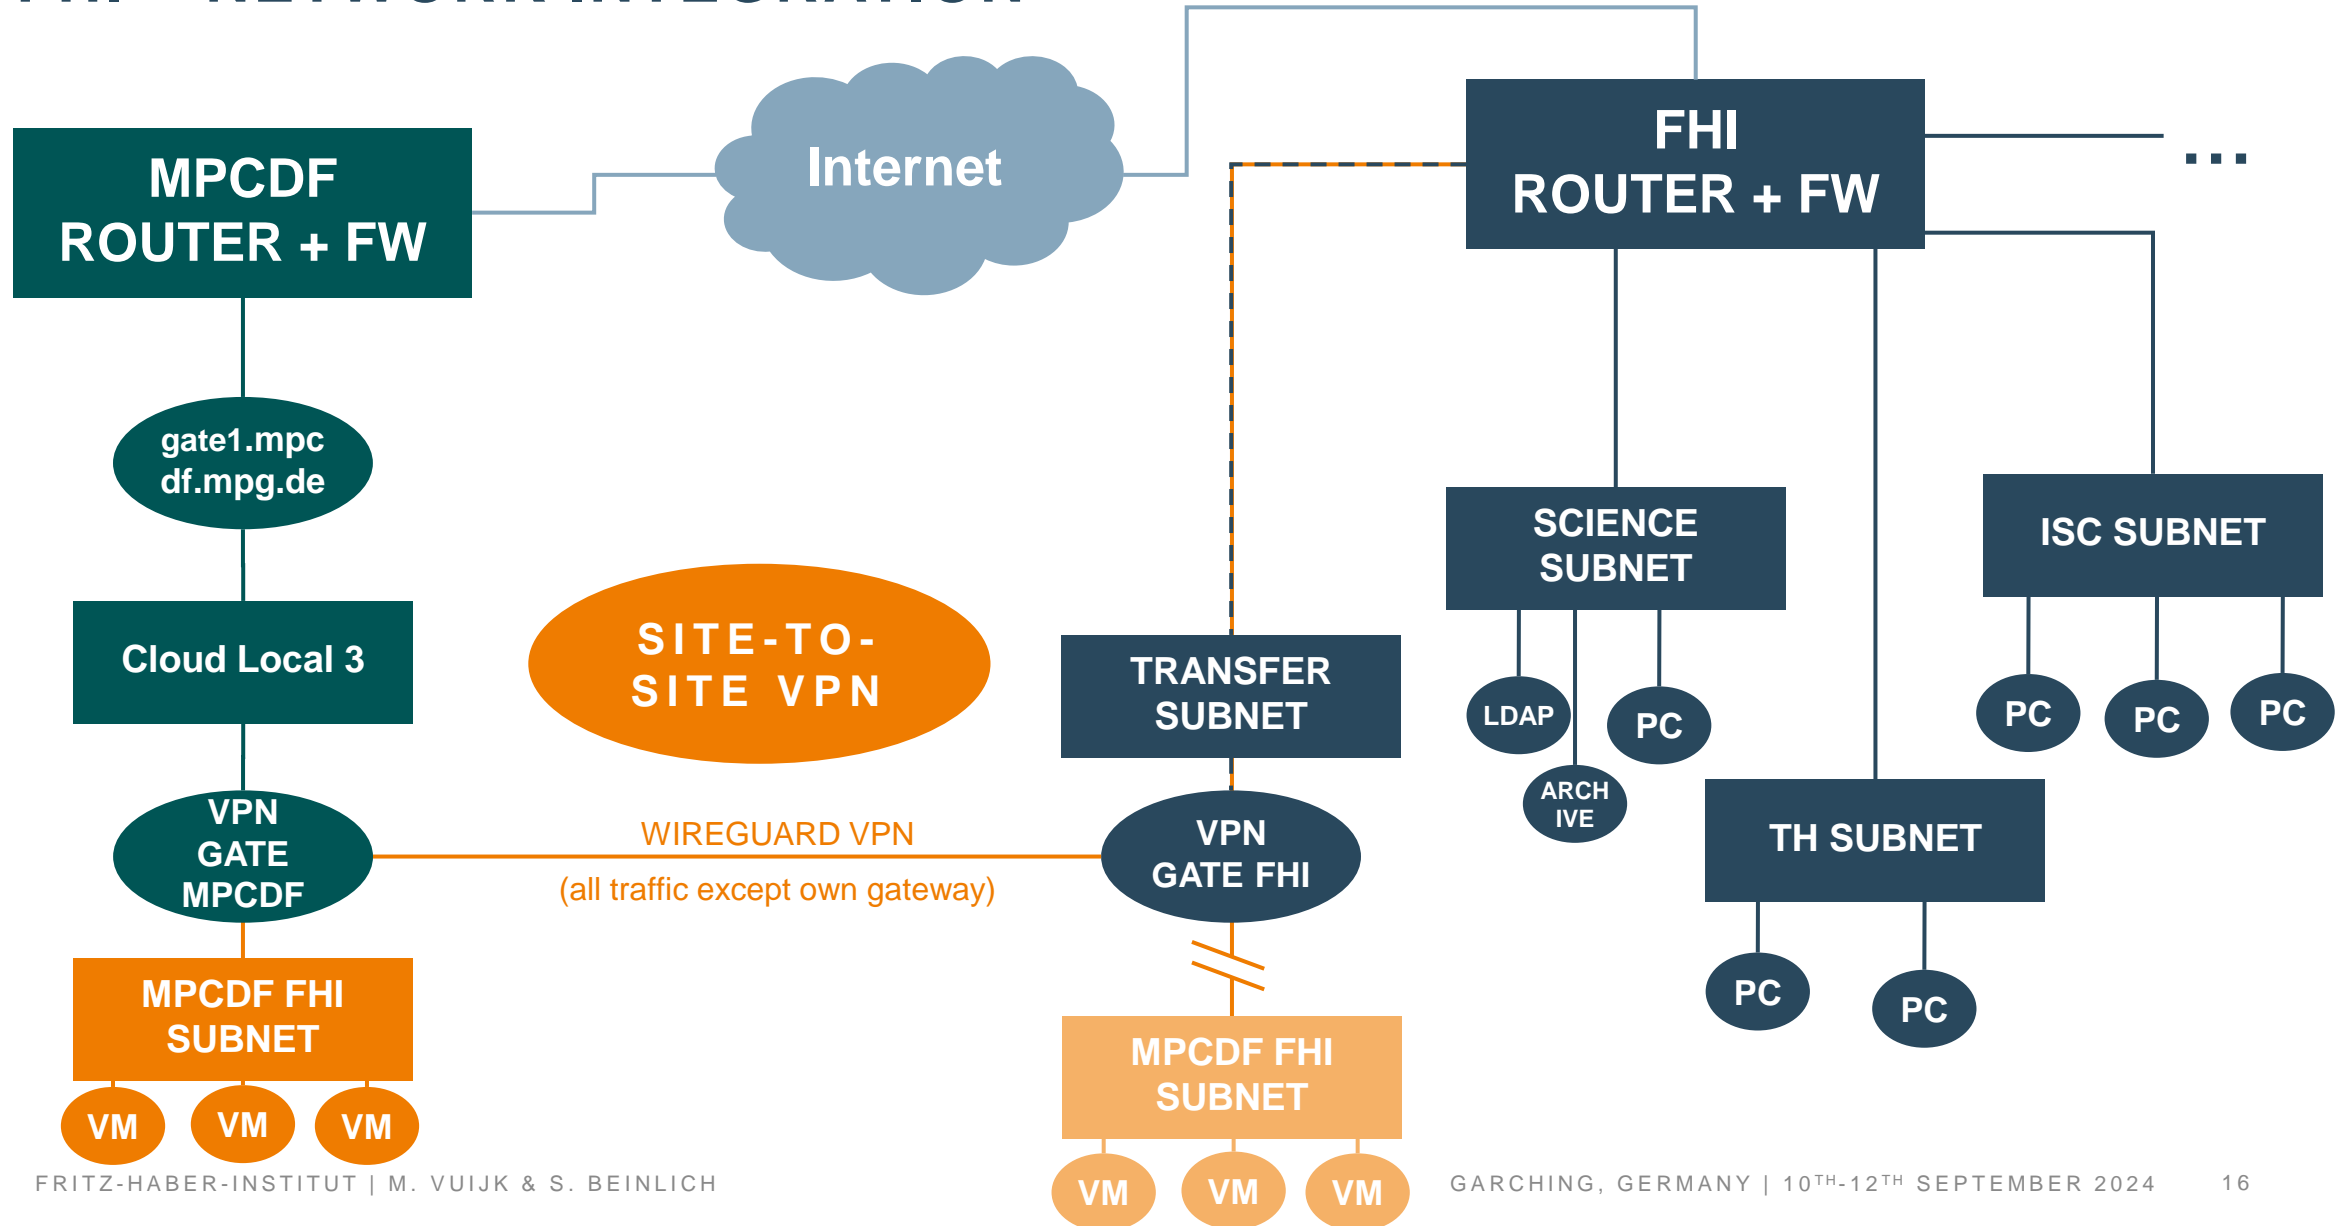 Internet
MPCDF
ROUTER + FW
FHI
ROUTER + FW
...
gate1.mpc
df.mpg.de
Cloud Local 3
SITE-TO-
SITE VPN
TRANSFER
SUBNET
SCIENCE
SUBNET
ISC SUBNET
LDAP
PC
ARCH
IVE
PC
PC
PC
VPN
GATE
MPCDF
WIREGUARD VPN
(all traffic except own gateway)
VPN
GATE FHI
TH SUBNET
PC
PC
MPCDF FHI
SUBNET
VM
VM
VM
MPCDF FHI
SUBNET
VM
VM
VM
FRITZ-HABER-INSTITUT | M. VUIJK & S. BEINLICH
GARCHING, GERMANY | 10TH-12TH SEPTEMBER 2024
16